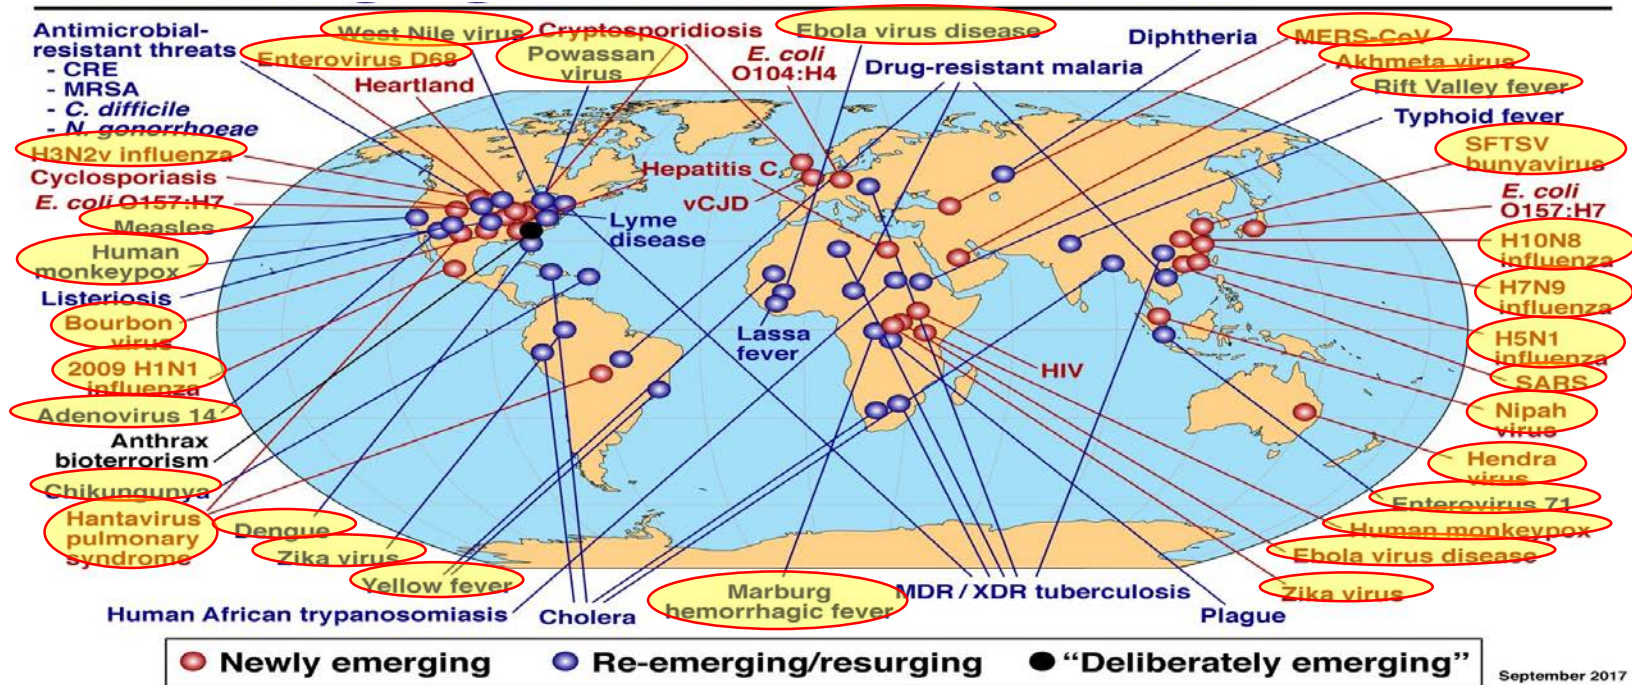 Antimicrobial-
resistant threats
- CRE
- MRSA
- C. difficile
- N. gonorrhoeae
West Nile virus
Enterovirus D68
Heartland
Cryptosporidiosis
Powassan
virus
Ebola virus disease
E. coli
O104:H4
Drug-resistant malaria
Diphtheria
MERS-CoV
Akhmeta virus
Rift Valley fever
Typhoid fever
H3N2v influenza
Cyclosporiasis
E. coli O157:H7
Measles
Human
monkeypox
Listeriosis
Bourbon
virus
2009 H1N1
influenza
Adenovirus 14
Anthrax
bioterrorism
Chikungunya
Hantavirus
pulmonary
syndrome
Dengue
Zika virus
Yellow fever
Human African trypanosomiasis
Cholera
Hepatitis C
vCJD
Lyme
disease
Lassa
fever
HIV
Marburg
hemorrhagic fever
MDR / XDR tuberculosis
Plague
SFTSV
bunyavirus
E. coli
O157:H7
H10N8
influenza
H7N9
influenza
H5N1
influenza
SARS
Nipah
virus
Hendra
virus
Enterovirus 71
Human monkeypox
Ebola virus disease
Zika virus
Newly emerging
Re-emerging/resurging
“Deliberately emerging”
September 2017